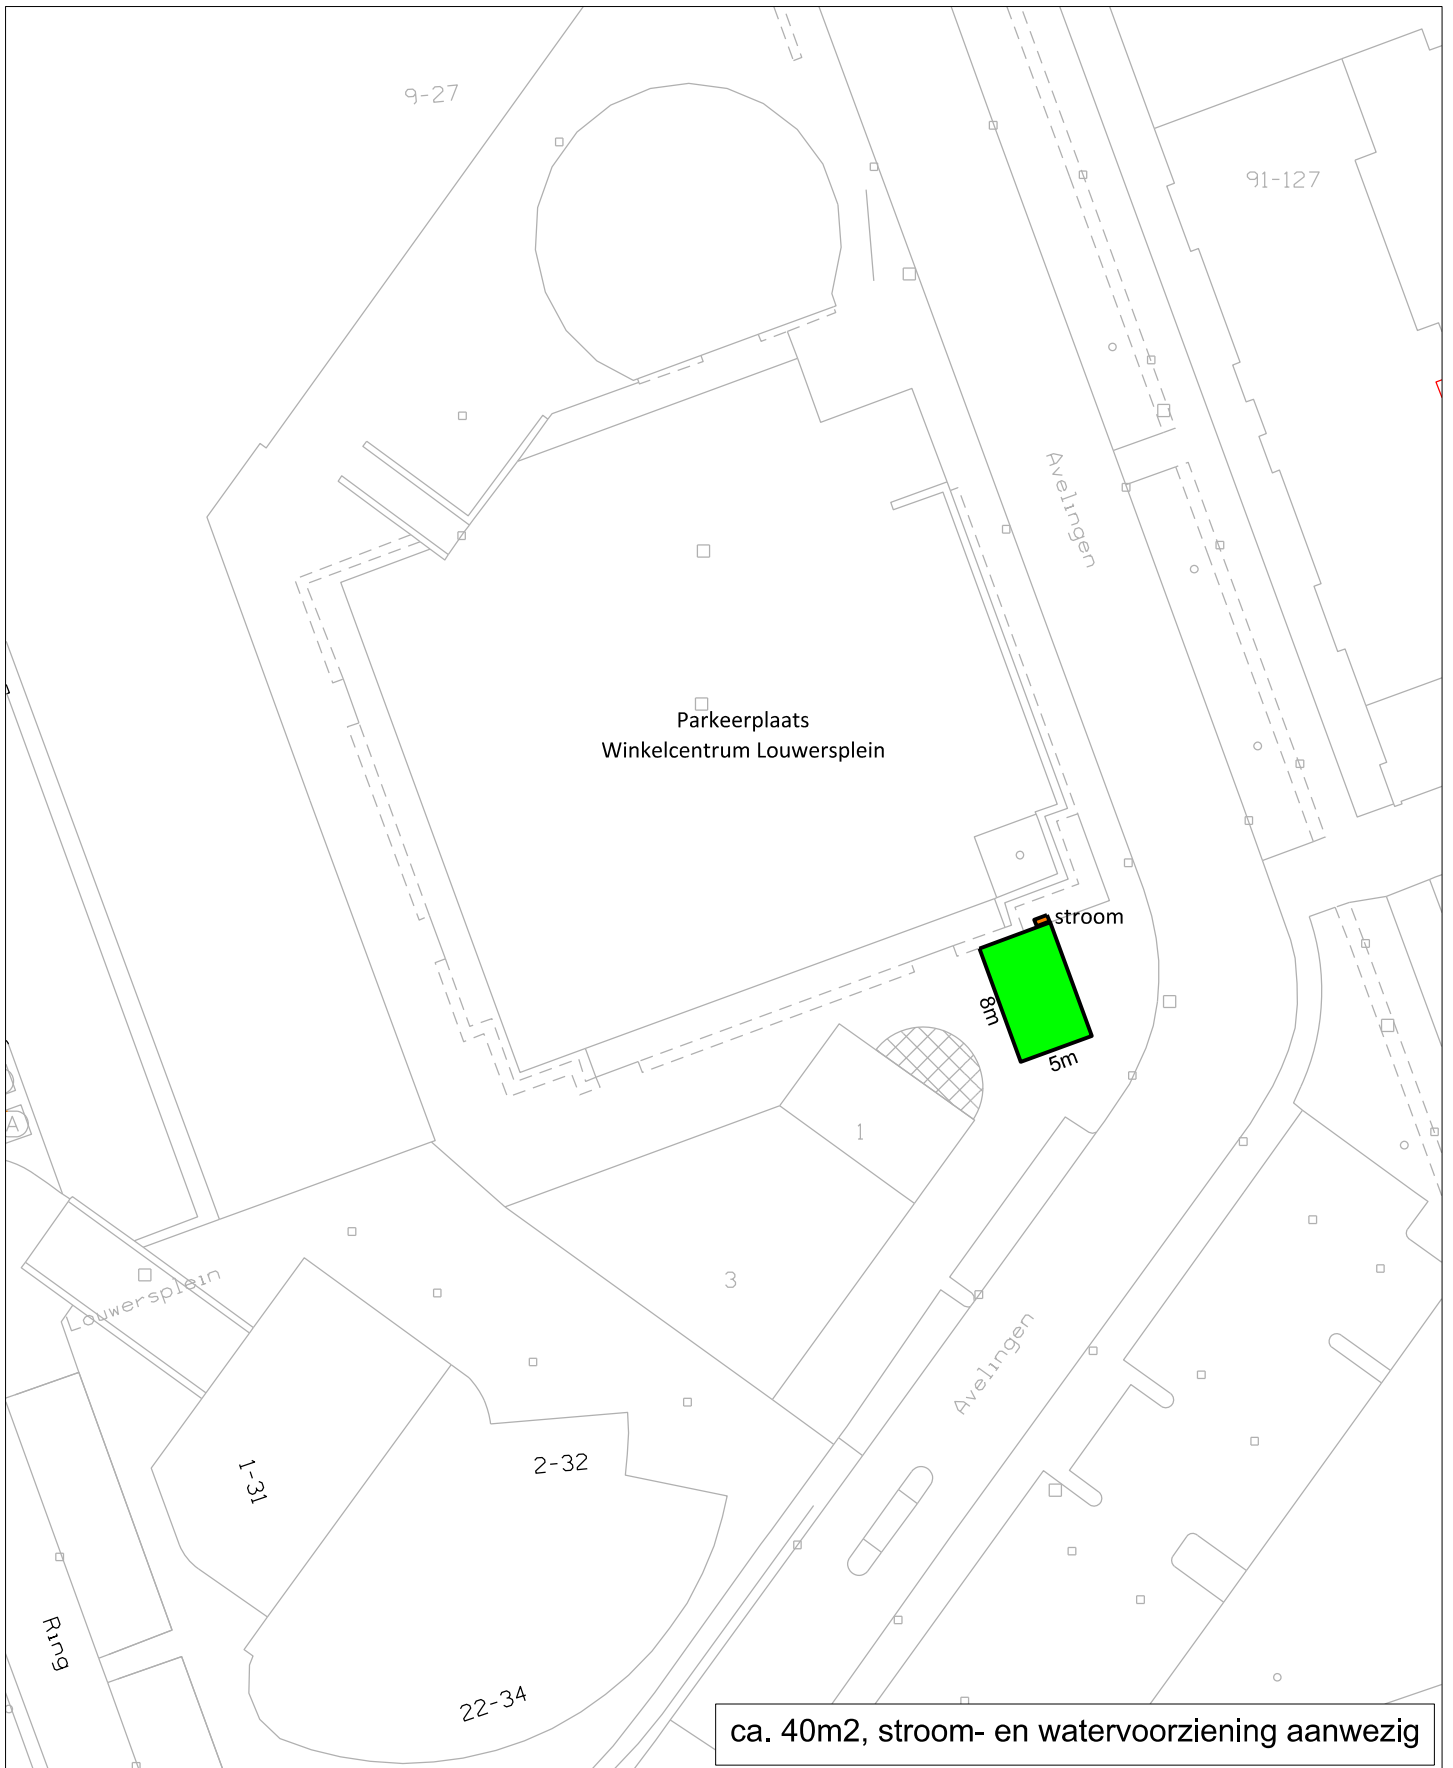 9-27
91-127
Avelingen
Parkeerplaats
Winkelcentrum Louwersplein
stroom
8m
5m
A
1
3
Louwersplein
Avelingen
1-31
2-32
Ring
22-34
ca. 40m2, stroom- en watervoorziening aanwezig